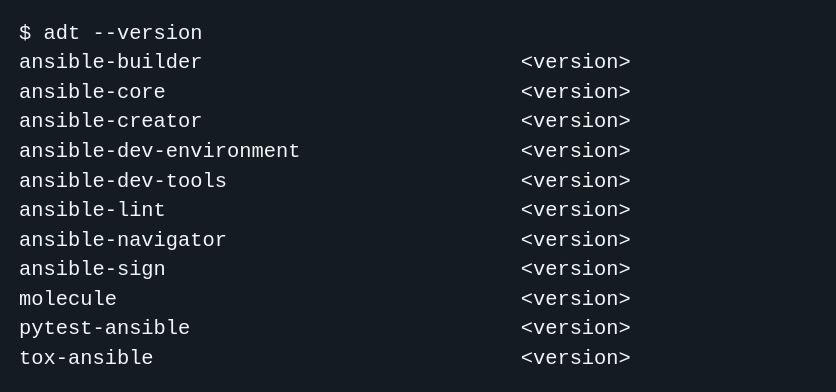 $ adt --version
ansible-builder                          <version>
ansible-core                             <version>
ansible-creator                          <version>
ansible-dev-environment                  <version>
ansible-dev-tools                        <version>
ansible-lint                             <version>
ansible-navigator                        <version>
ansible-sign                             <version>
molecule                                 <version>
pytest-ansible                           <version>
tox-ansible                              <version>